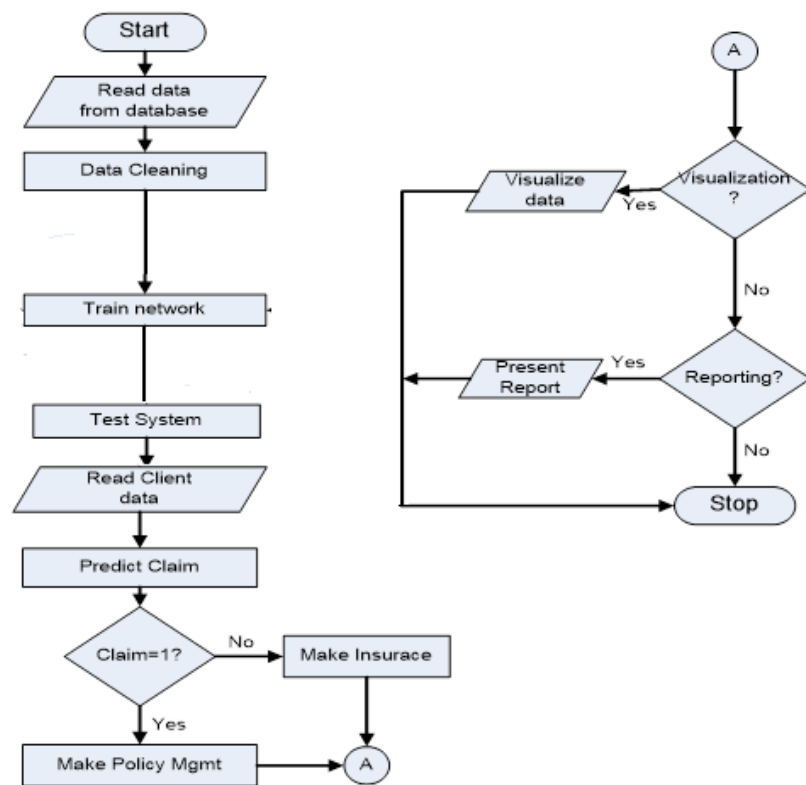 Start
Read data
from database
Data Cleaning
Train network
Test System
Read Client
data
Predict Claim
Claim=1?
No
Make Insurace
Yes
Make Policy Mgmt
A
A
Visualization
?
Yes
Visualize
data
No
Reporting?
Yes
Present
Report
No
Stop